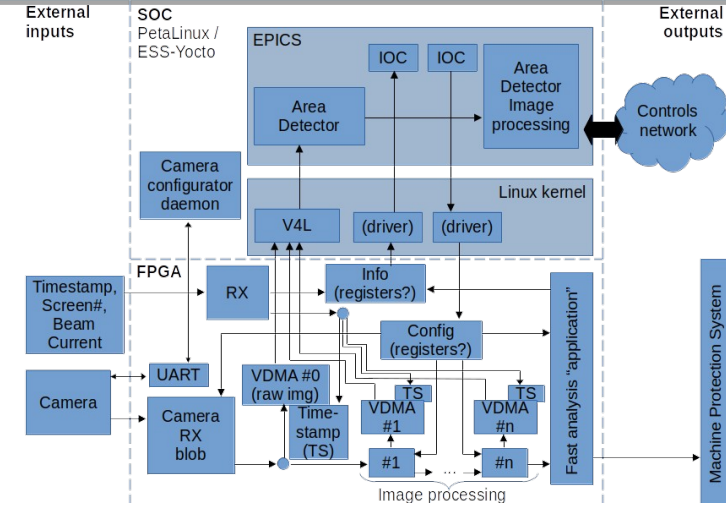 External
inputs
SOC
PetaLinux /
ESS-Yocto
External
outputs
EPICS
IOC
IOC
Area
Detector
Area
Detector
Image
processing
Controls
network
Camera
configurator
daemon
Linux kernel
V4L
(driver)
(driver)
FPGA
Timestamp,
Screen#,
Beam
Current
RX
Info
(registers?)
Config
(registers?)
Fast analysis "application"
Machine Protection System
UART
Camera
Camera
RX
blob
VDMA #0
(raw img)
Time-
stamp
(TS)
TS
VDMA
#1
TS
VDMA
#n
#1
...
#n
Image processing